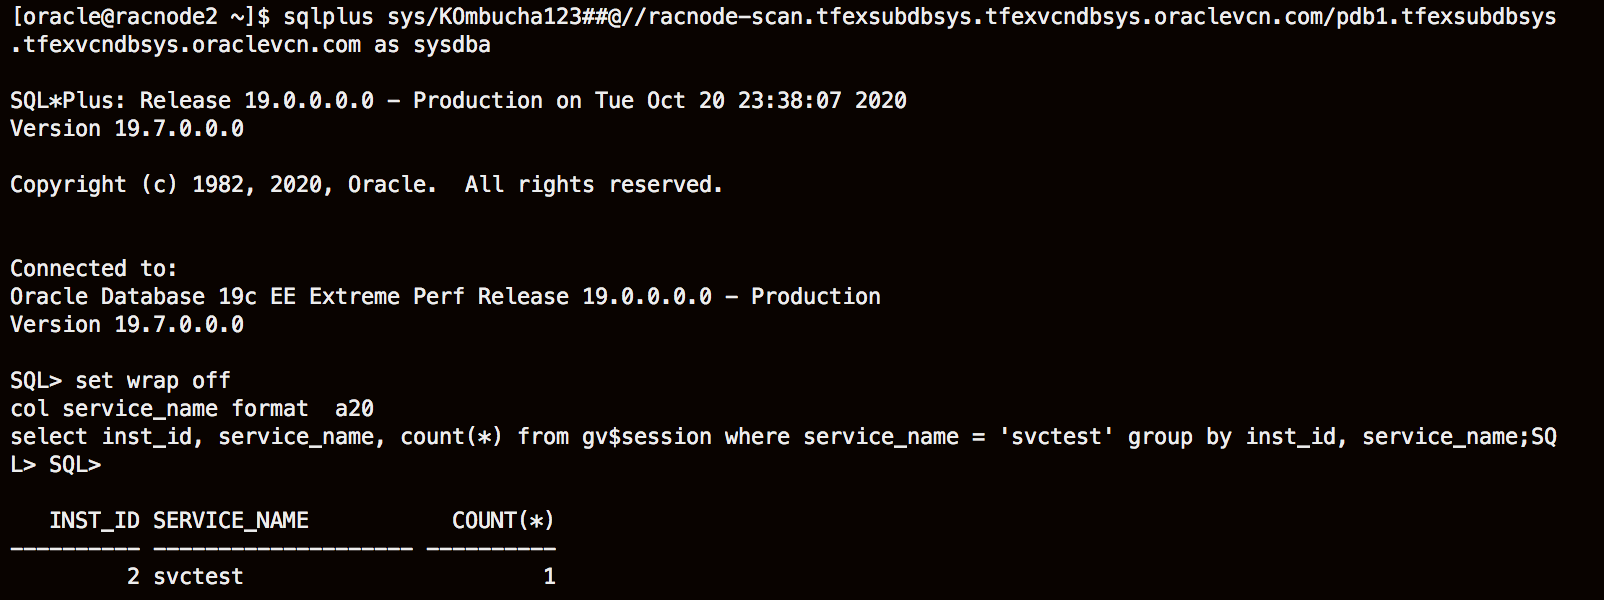 [oracle@racnode2 ~]$ sqlplus sys/KOmbucha123##@//racnode-scan.tfexsubdbsys.tfexvcndbsys.oraclevcn.com/pdb1.tfexsubdbsys
.tfexvcndbsys.oraclevcn.com as sysdba
SQL*Plus: Release 19.0.0.0.0 - Production on Tue Oct 20 23:38:07 2020
Version 19.7.0.0.0
Copyright (c) 1982, 2020, Oracle.  All rights reserved.
Connected to:
Oracle Database 19c EE Extreme Perf Release 19.0.0.0.0 - Production
Version 19.7.0.0.0
SQL> set wrap off
col service_name format  a20
select inst_id, service_name, count(*) from gv$session where service_name = 'svctest' group by inst_id, service_name;SQ
L> SQL>
   INST_ID SERVICE_NAME           COUNT(*)
---------- -------------------- ----------
         2 svctest                       1